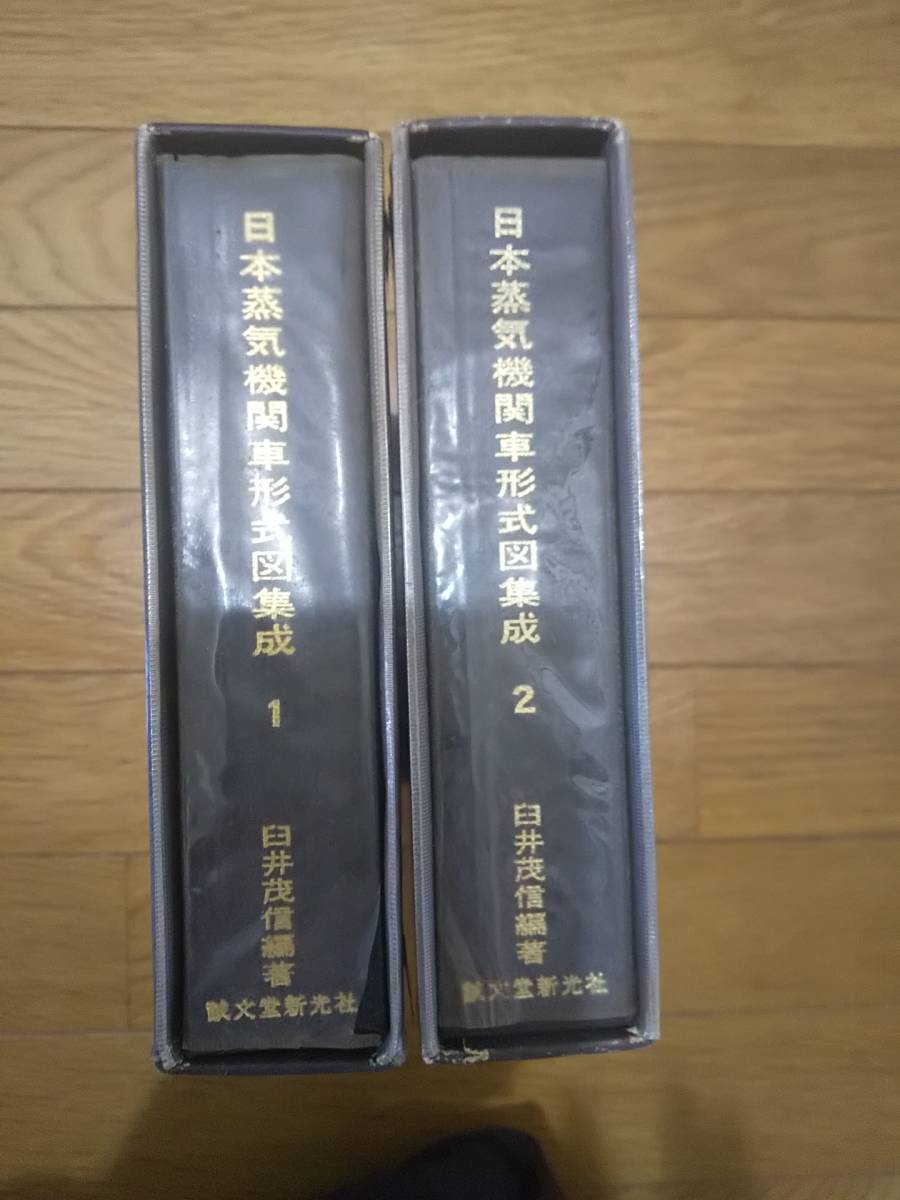 日本蒸気機関車形式図集成 1
臼井茂信編著
誠文堂新光社
日本蒸気機関車形式図集成 2
臼井茂信編著
誠文堂新光社